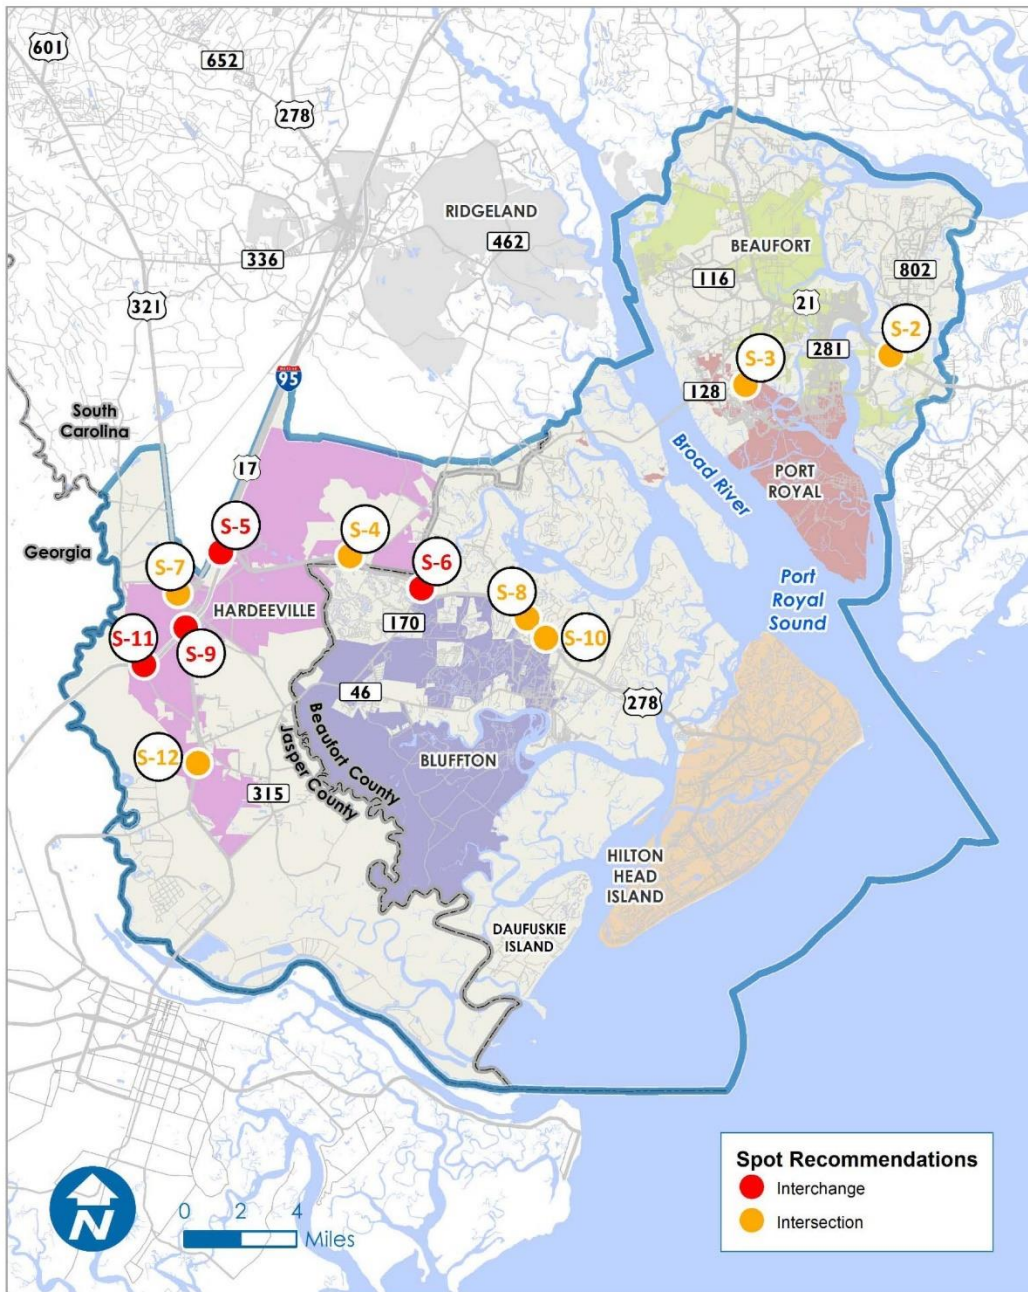 601
652
278
RIDGELAND
462
336
BEAUFORT
802
116
21
321
S-2
281
S-3
INTERSTATE
95
128
South
Carolina
Broad River
17
PORT
ROYAL
S-5
S-4
Georgia
S-7
S-6
Port
Royal
Sound
S-8
HARDEEVILLE
170
S-11
S-10
S-9
46
278
Beaufort County
Jasper County
S-12
BLUFFTON
315
HILTON
HEAD
ISLAND
DAUFUSKIE
ISLAND
Spot Recommendations
Interchange
Intersection
N
0 2 4
Miles